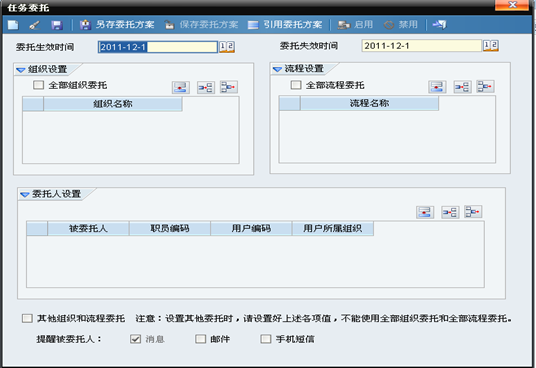 任务委托
另存委托方案 保存委托方案 引用委托方案 启用 禁用
委托生效时间 2011-12-1 委托失效时间 2011-12-1
组织设置 流程设置
全部组织委托 全部流程委托
组织名称 流程名称
委托人设置
被委托人 职员编码 用户编码 用户所属组织
其他组织和流程委托 注意：设置其他委托时，请设置好上述各项值，不能使用全部组织委托和全部流程委托。
提醒被委托人： 消息 邮件 手机短信